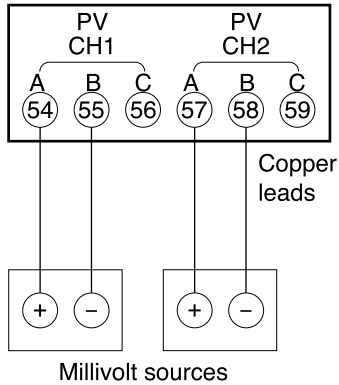 PV PV
CH1 CH2
A B C A B C
54 55 56 57 58 59
Copper
leads
+ − + −
Millivolt sources